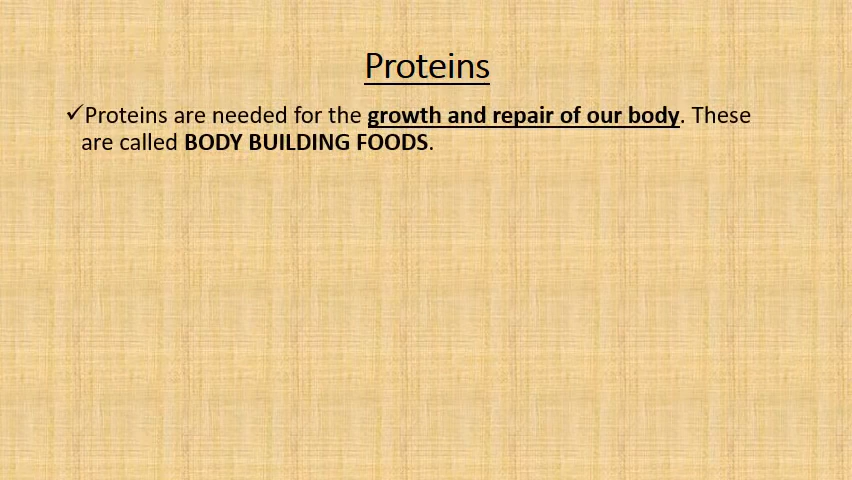 Proteins
✓Proteins are needed for the growth and repair of our body. These
are called BODY BUILDING FOODS.